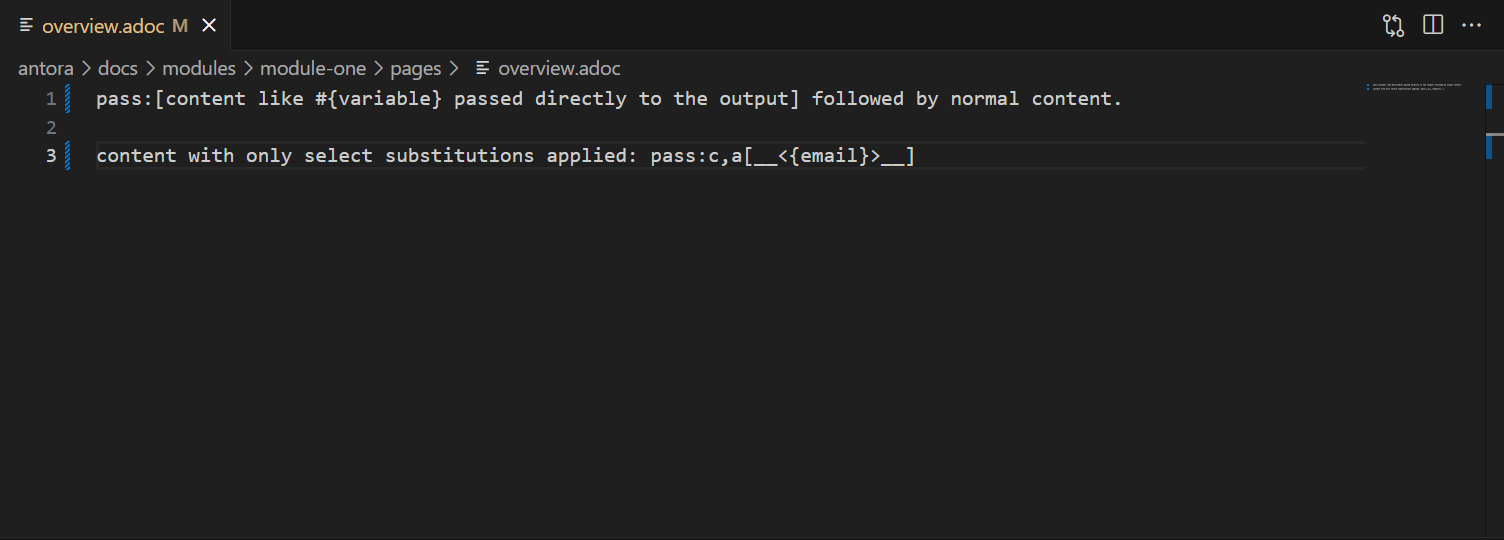 overview.adoc M
antora > docs > modules > module-one > pages > overview.adoc
1 pass:[content like #{variable} passed directly to the output] followed by normal content.
2
3 content with only select substitutions applied: pass:c,a[__<{email}>__]